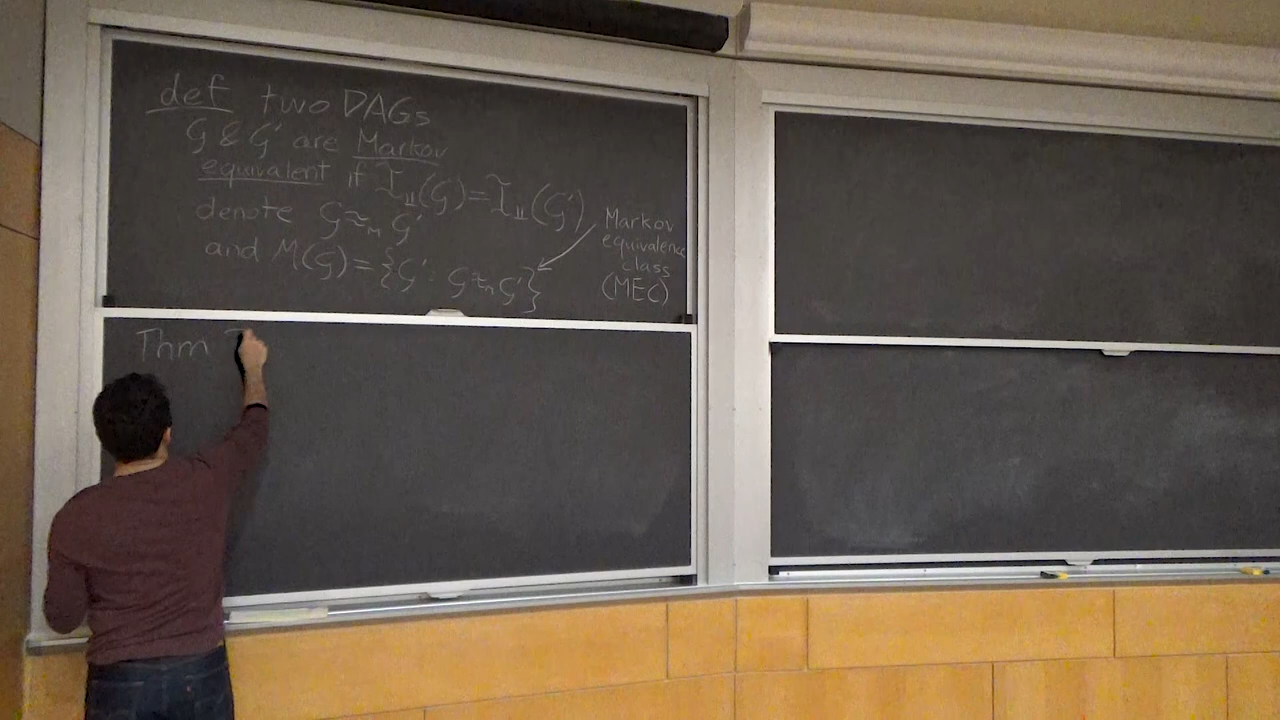 def two DAGs
G & G' are Markov
equivalent if I⫫(G) = I⫫(G')
denote G ≈M G'
and M(G) = {G' : G ≈M G'}
Markov
equivalence
class
(MEC)
Thm